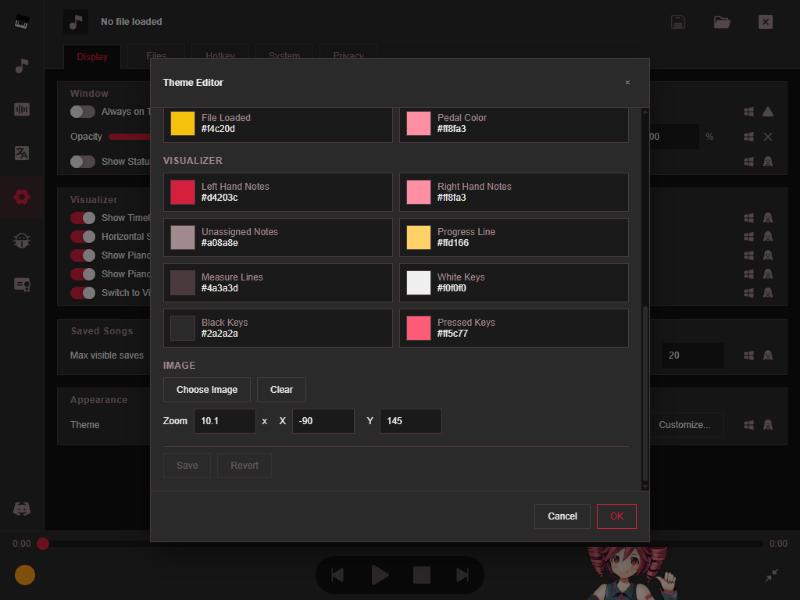 No file loaded
Display Files Hotkey System Privacy
Theme Editor ×
Window
Always on T
Opacity 00 %
Show Statu
Visualizer
Show Timel
Horizontal S
Show Piano
Show Piano
Switch to Vi
Saved Songs
Max visible saves 20
Appearance
Theme Customize...
File Loaded
#f4c20d
Pedal Color
#ff8fa3
VISUALIZER
Left Hand Notes
#d4203c
Right Hand Notes
#ff8fa3
Unassigned Notes
#a08a8e
Progress Line
#ffd166
Measure Lines
#4a3a3d
White Keys
#f0f0f0
Black Keys
#2a2a2a
Pressed Keys
#ff5c77
IMAGE
Choose Image Clear
Zoom 10.1 x X -90 Y 145
Save Revert
Cancel OK
0:00 0:00